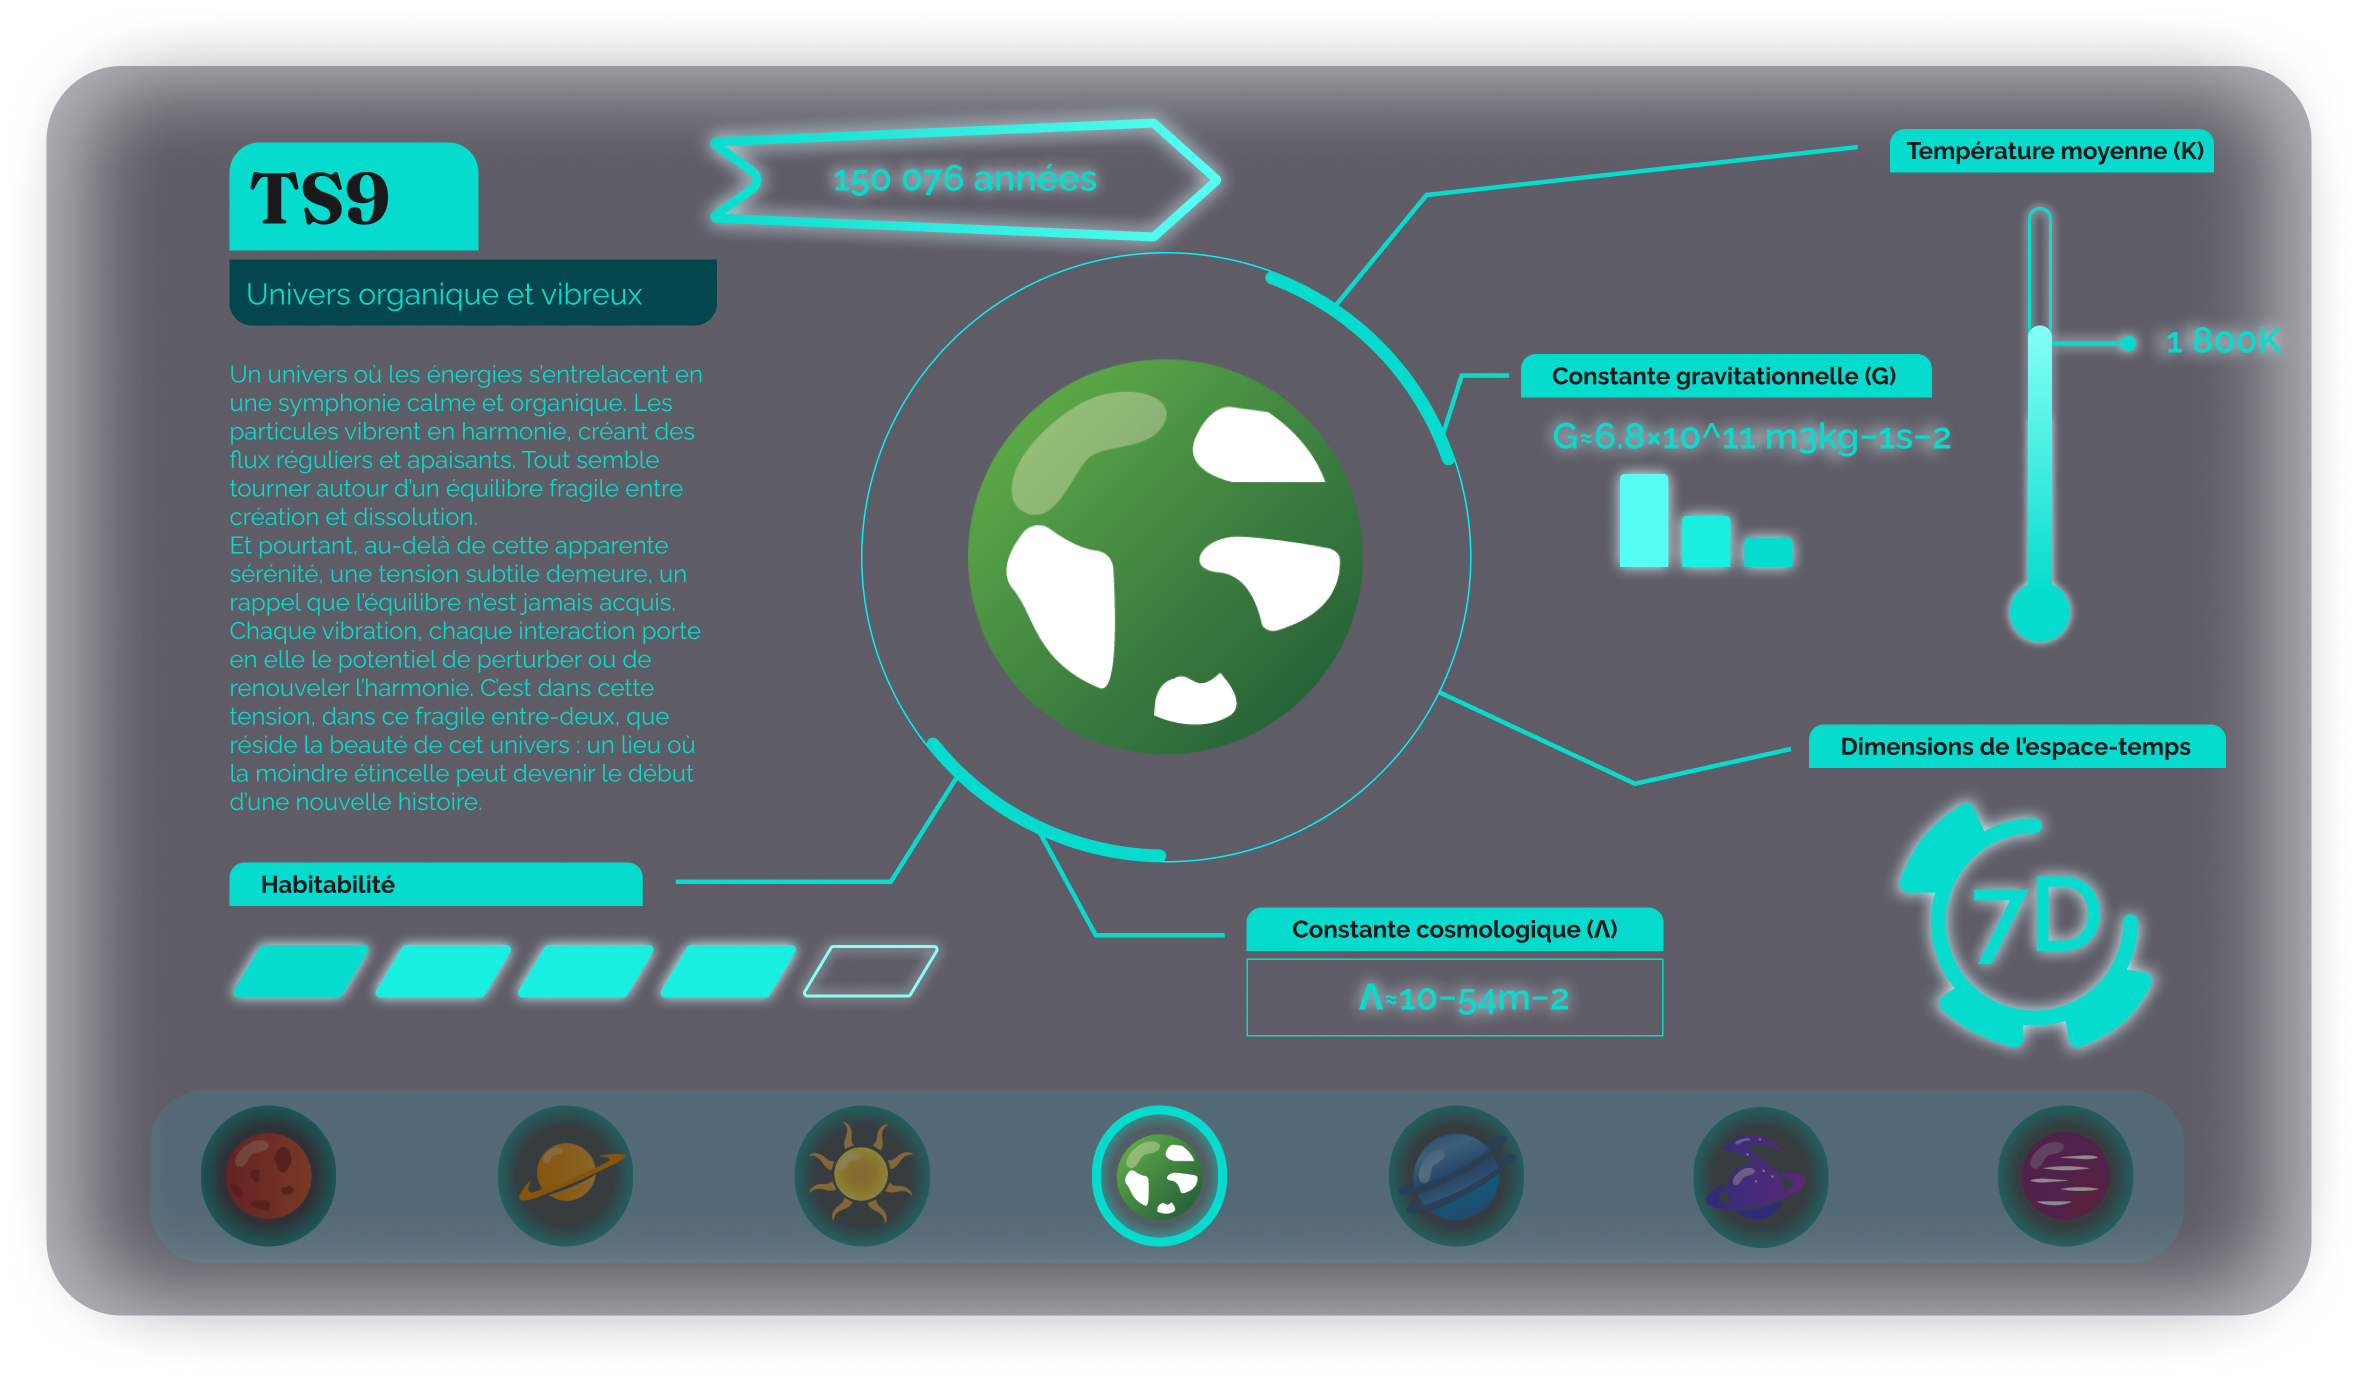 TS9
Univers organique et vibreux
150 076 années
Un univers où les énergies s'entrelacent en
une symphonie calme et organique. Les
particules vibrent en harmonie, créant des
flux réguliers et apaisants. Tout semble
tourner autour d'un équilibre fragile entre
création et dissolution.
Et pourtant, au-delà de cette apparente
sérénité, une tension subtile demeure, un
rappel que l'équilibre n'est jamais acquis.
Chaque vibration, chaque interaction porte
en elle le potentiel de perturber ou de
renouveler l'harmonie. C'est dans cette
tension, dans ce fragile entre-deux, que
réside la beauté de cet univers : un lieu où
la moindre étincelle peut devenir le début
d'une nouvelle histoire.
Habitabilité
Température moyenne (K)
1 800K
Constante gravitationnelle (G)
G≈6.8×10^11 m3kg−1s−2
Dimensions de l'espace-temps
7D
Constante cosmologique (Λ)
Λ≈10−54m−2